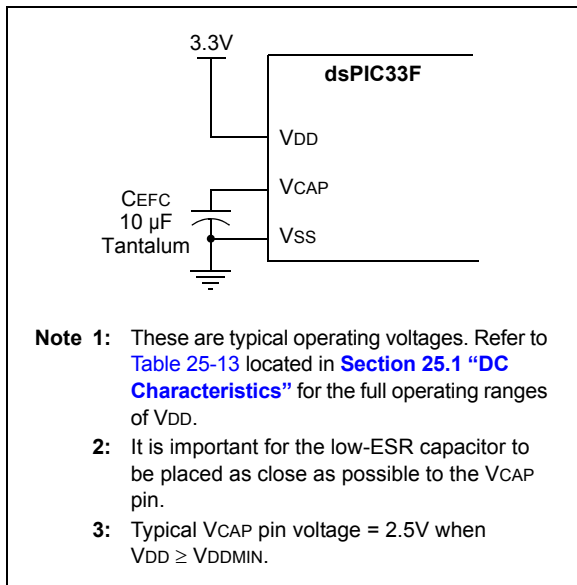 3.3V
dsPIC33F
VDD
VCAP
CEFC
10 µF
Tantalum
VSS
Note 1: These are typical operating voltages. Refer to
Table 25-13 located in Section 25.1 “DC
Characteristics” for the full operating ranges
of VDD.
2: It is important for the low-ESR capacitor to
be placed as close as possible to the VCAP
pin.
3: Typical VCAP pin voltage = 2.5V when
VDD ≥ VDDMIN.